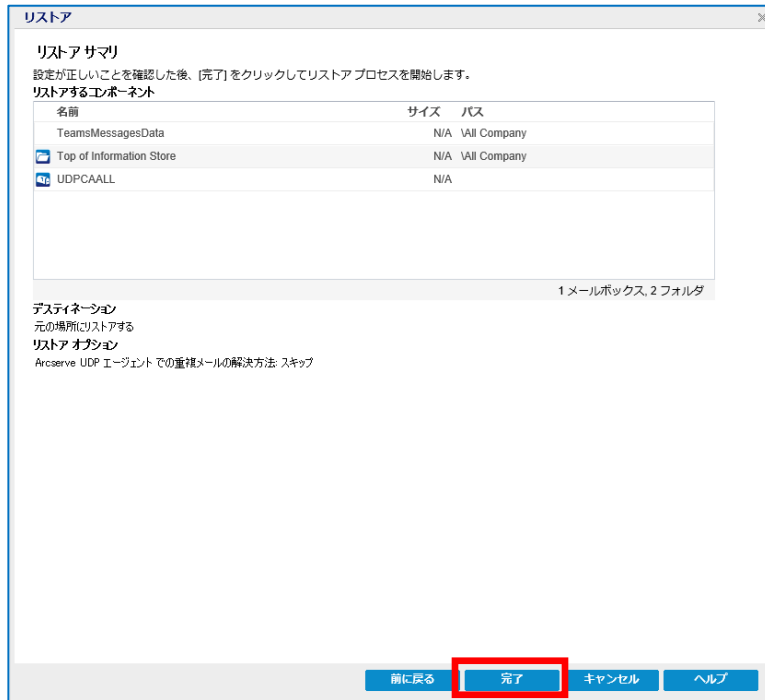 リストア
リストア サマリ
設定が正しいことを確認した後、[完了] をクリックしてリストア プロセスを開始します。
リストアするコンポーネント
名前 サイズ パス
TeamsMessagesData N/A \All Company
Top of Information Store N/A \All Company
UDPCAALL N/A
1 メールボックス, 2 フォルダ
デスティネーション
元の場所にリストアする
リストア オプション
Arcserve UDP エージェント での重複メールの解決方法: スキップ
前に戻る 完了 キャンセル ヘルプ